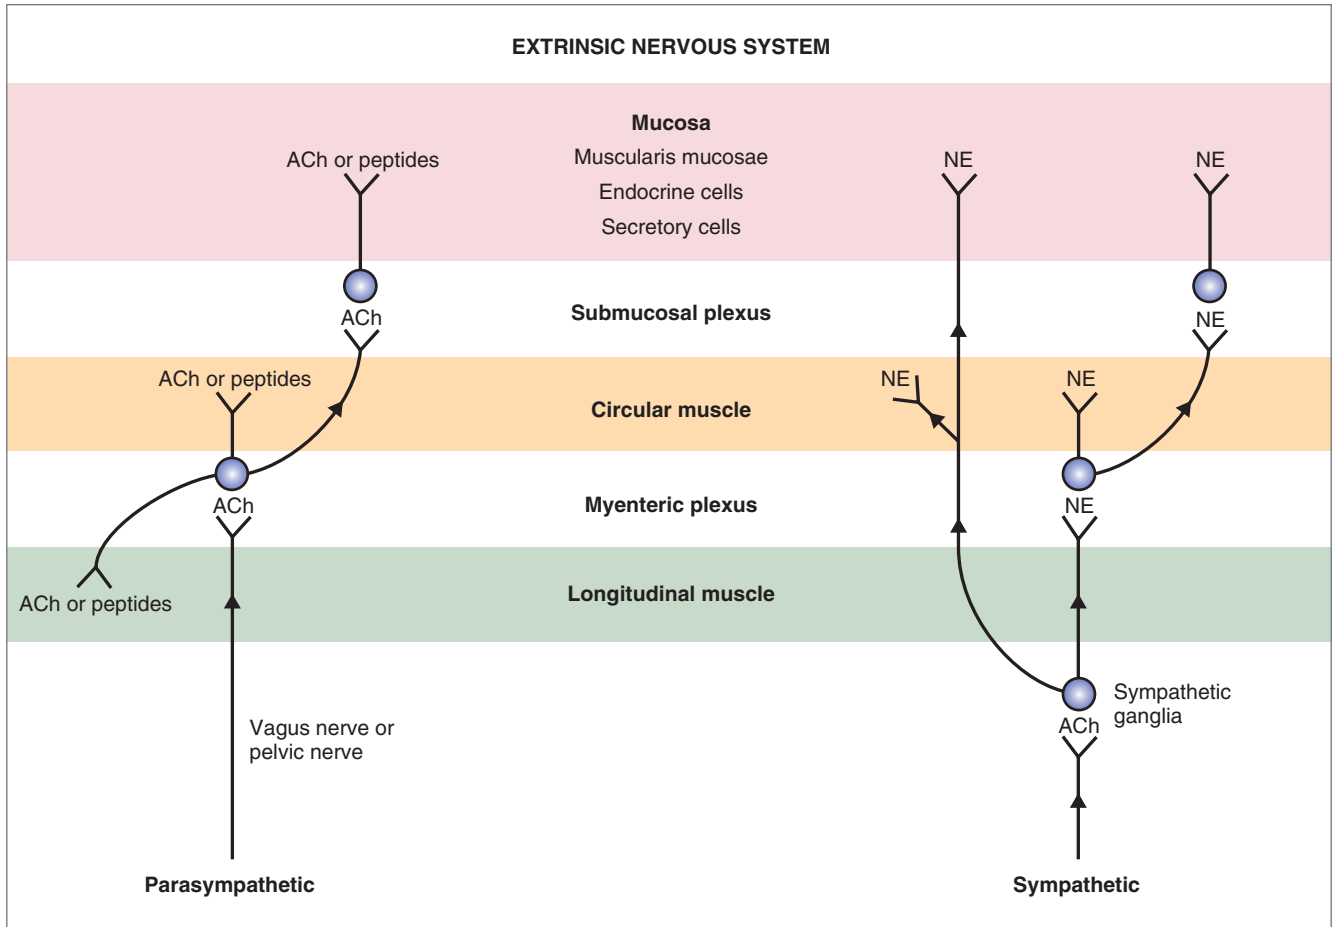 EXTRINSIC NERVOUS SYSTEM
Mucosa
ACh or peptides
Muscularis mucosae
NE
NE
Endocrine cells
Secretory cells
ACh
Submucosal plexus
NE
ACh or peptides
NE
NE
Circular muscle
ACh
Myenteric plexus
NE
Longitudinal muscle
ACh or peptides
Sympathetic
ganglia
Vagus nerve or
pelvic nerve
ACh
Parasympathetic
Sympathetic